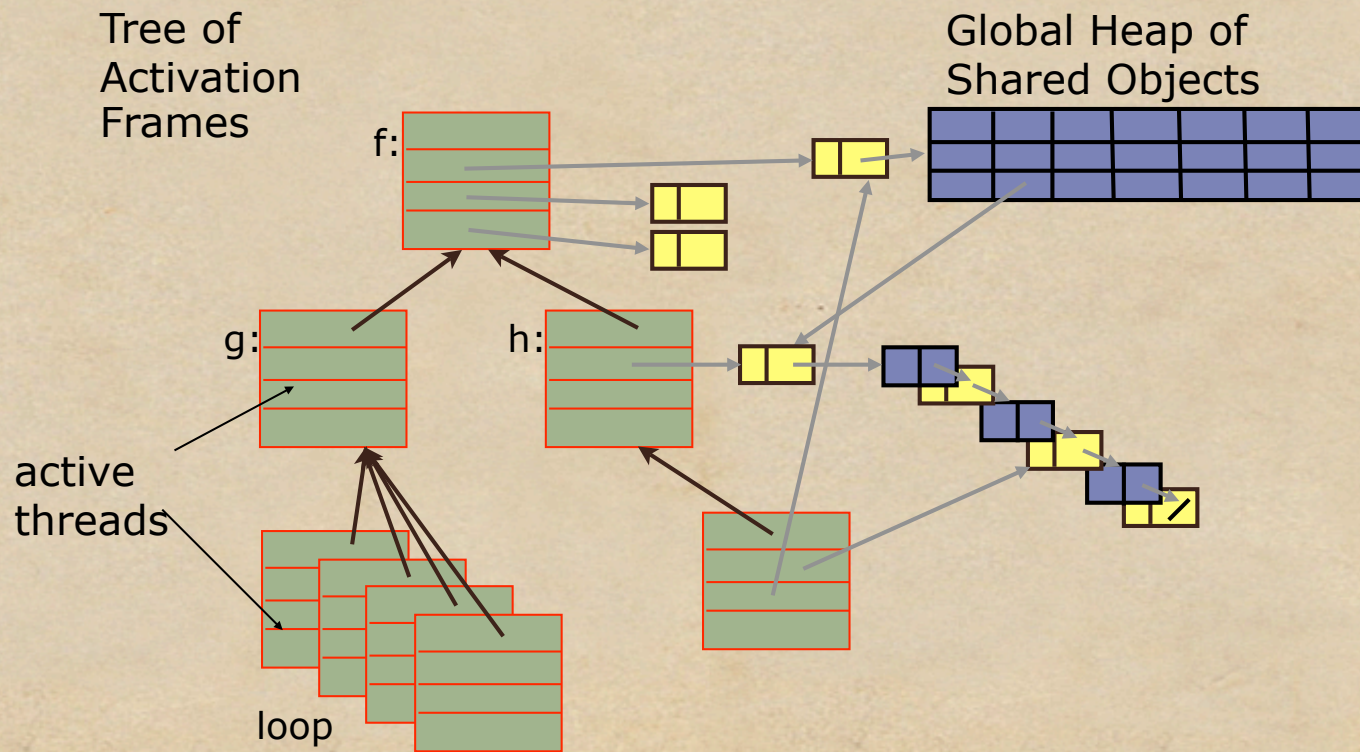 Tree of
Activation
Frames
Global Heap of
Shared Objects
f:
g:
h:
active
threads
loop